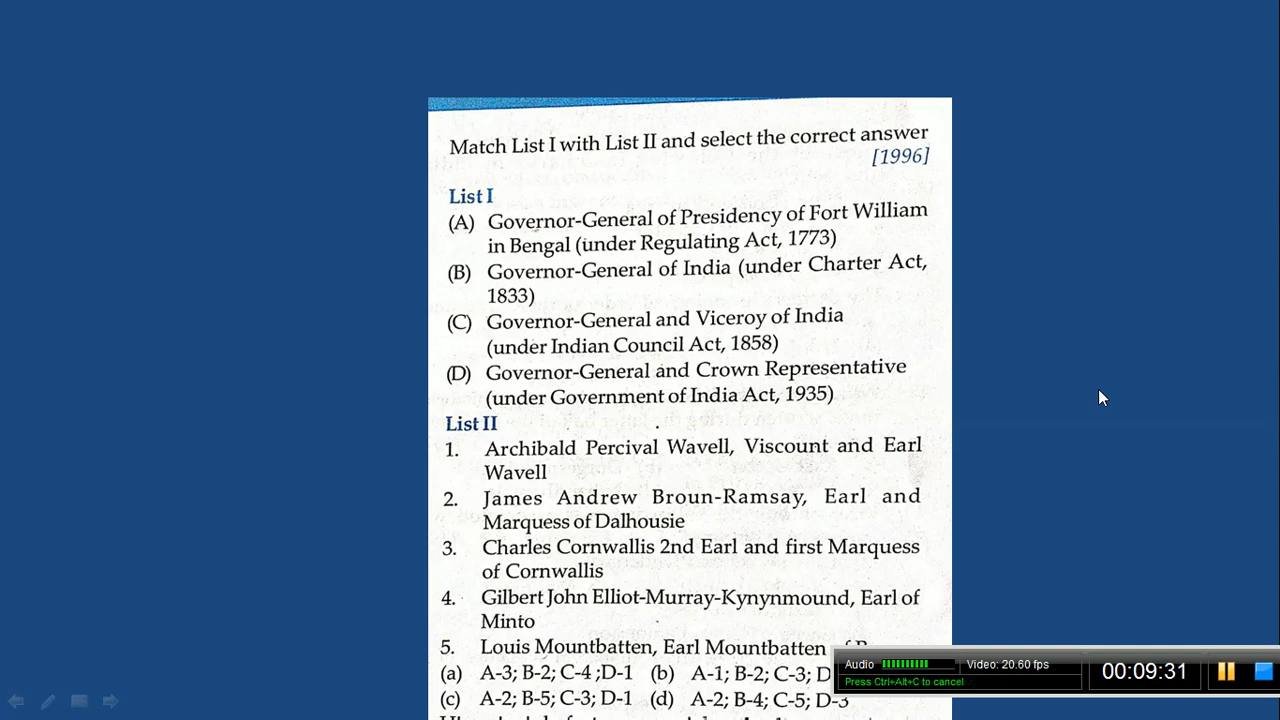 Match List I with List II and select the correct answer
[1996]
List I
(A) Governor-General of Presidency of Fort William
in Bengal (under Regulating Act, 1773)
(B) Governor-General of India (under Charter Act,
1833)
(C) Governor-General and Viceroy of India
(under Indian Council Act, 1858)
(D) Governor-General and Crown Representative
(under Government of India Act, 1935)
List II
1. Archibald Percival Wavell, Viscount and Earl
Wavell
2. James Andrew Broun-Ramsay, Earl and
Marquess of Dalhousie
3. Charles Cornwallis 2nd Earl and first Marquess
of Cornwallis
4. Gilbert John Elliot-Murray-Kynynmound, Earl of
Minto
5. Louis Mountbatten, Earl Mountbatten
(a) A-3; B-2; C-4 ;D-1 (b) A-1; B-2; C-3; D
(c) A-2; B-5; C-3; D-1 (d) A-2; B-4; C-5; D-3
Audio Video: 20.60 fps
Press Ctrl+Alt+C to cancel
00:09:31